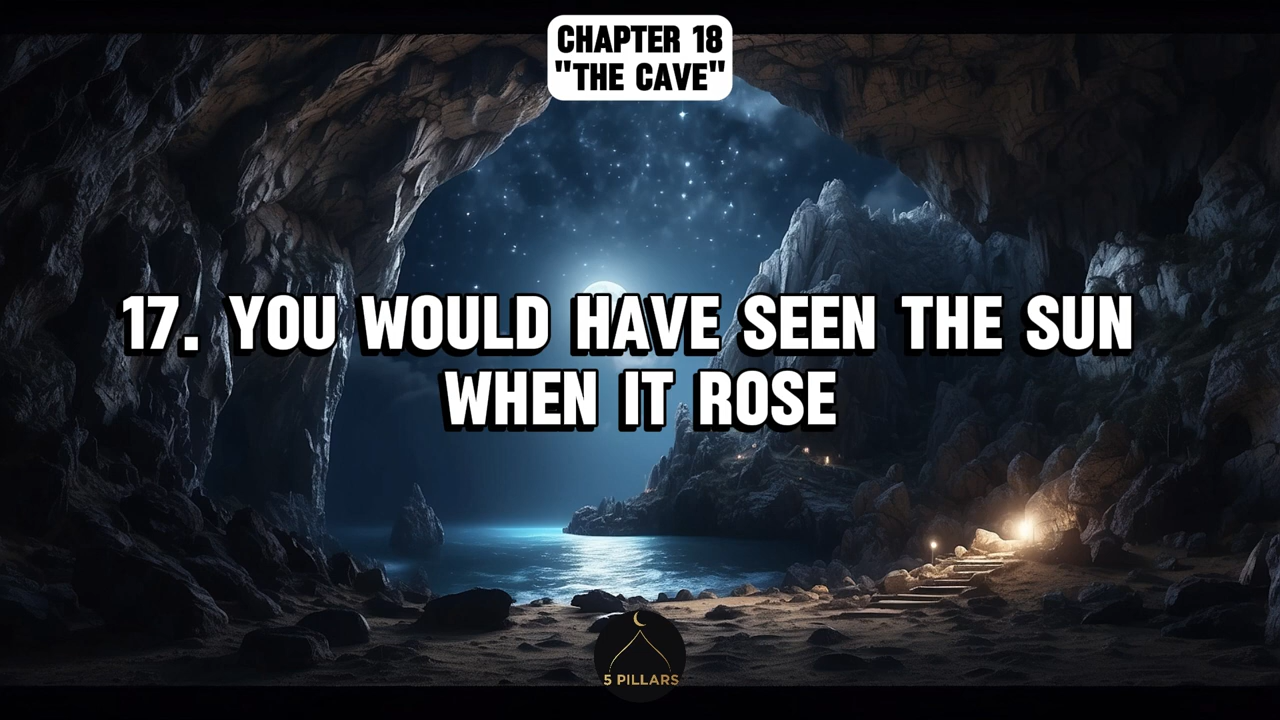 CHAPTER 18
"THE CAVE"
17. YOU WOULD HAVE SEEN THE SUN
WHEN IT ROSE
5 PILLARS